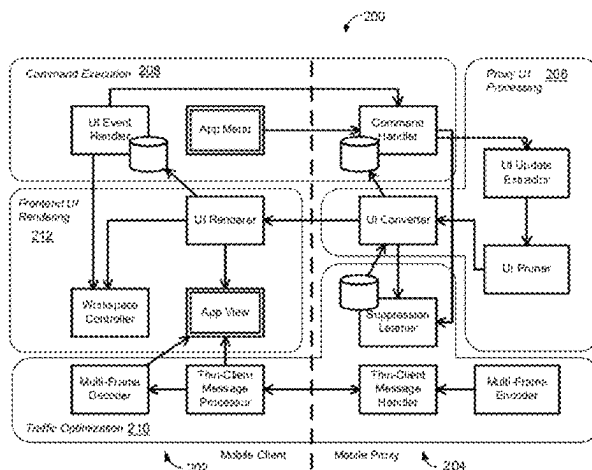 200
Command Execution 208
Proxy UI
Processing
206
UI Event
Handler
App Menu
Command
Handler
UI Update
Extractor
Frontend UI
Rendering
212
UI Renderer
UI Converter
UI Pruner
Workspace
Controller
App View
Suppression
Learner
Multi-Frame
Decoder
Thin-Client
Message
Processor
Thin-Client
Message
Handler
Multi-Frame
Encoder
Traffic Optimization 210
Mobile Client
Mobile Proxy
204